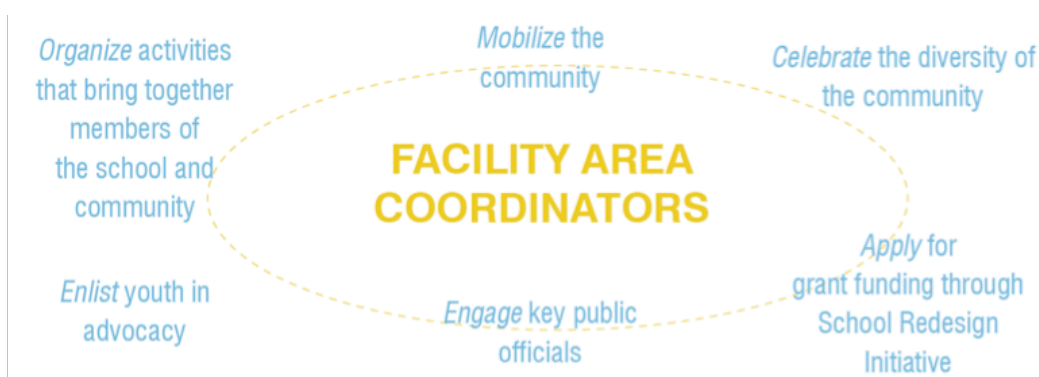 Organize activities
that bring together
members of
the school and
community
Mobilize the
community
Celebrate the diversity of
the community
FACILITY AREA
COORDINATORS
Enlist youth in
advocacy
Engage key public
officials
Apply for
grant funding through
School Redesign
Initiative